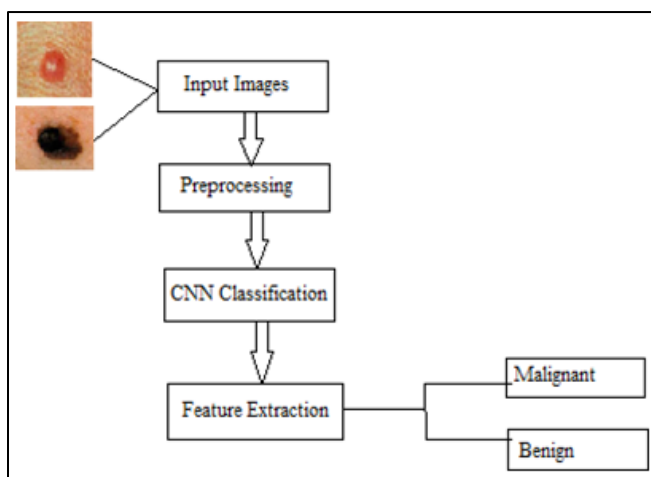 Input Images
Preprocessing
CNN Classification
Feature Extraction
Malignant
Benign